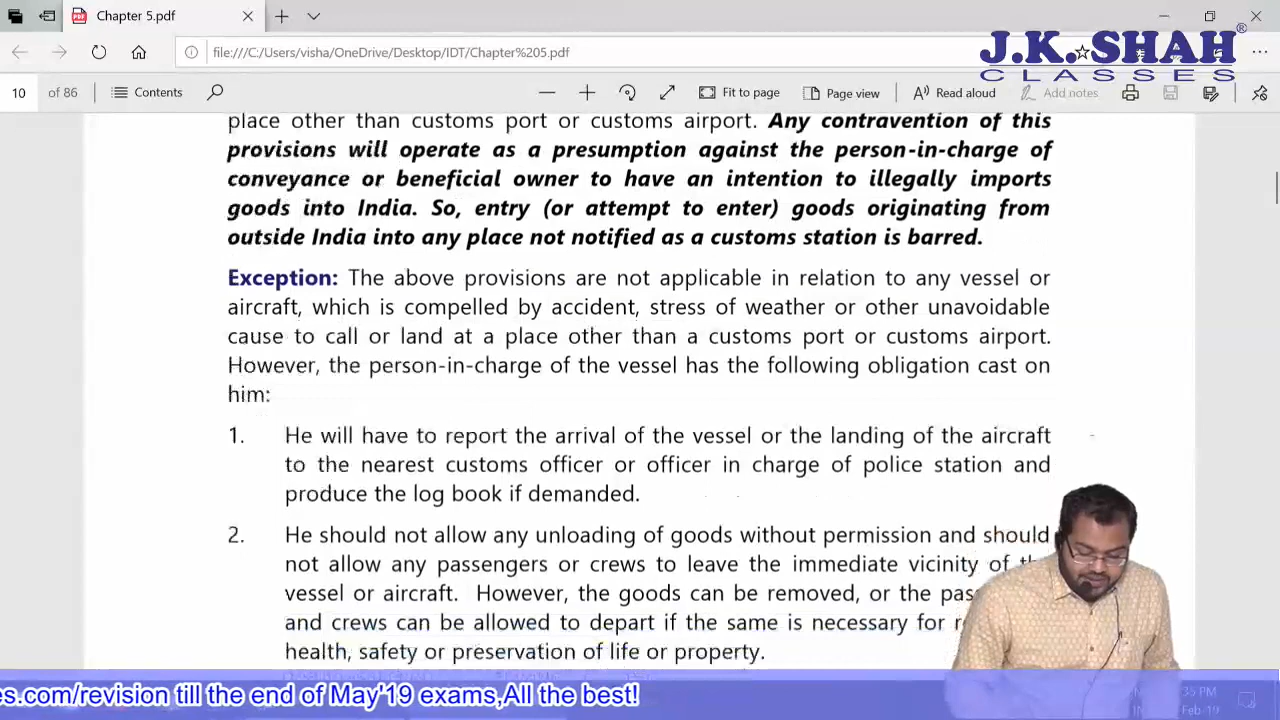 Chapter 5.pdf
file:///C:/Users/visha/OneDrive/Desktop/IDT/Chapter%205.pdf
J.K.SHAH®
CLASSES
10 of 86 Contents Fit to page Page view Read aloud Add notes
place other than customs port or customs airport. Any contravention of this
provisions will operate as a presumption against the person-in-charge of
conveyance or beneficial owner to have an intention to illegally imports
goods into India. So, entry (or attempt to enter) goods originating from
outside India into any place not notified as a customs station is barred.
Exception: The above provisions are not applicable in relation to any vessel or
aircraft, which is compelled by accident, stress of weather or other unavoidable
cause to call or land at a place other than a customs port or customs airport.
However, the person-in-charge of the vessel has the following obligation cast on
him:
1. He will have to report the arrival of the vessel or the landing of the aircraft
to the nearest customs officer or officer in charge of police station and
produce the log book if demanded.
2. He should not allow any unloading of goods without permission and should
not allow any passengers or crews to leave the immediate vicinity of
vessel or aircraft. However, the goods can be removed, or the
and crews can be allowed to depart if the same is necessary for
health, safety or preservation of life or property.
es.com/revision till the end of May'19 exams,All the best!